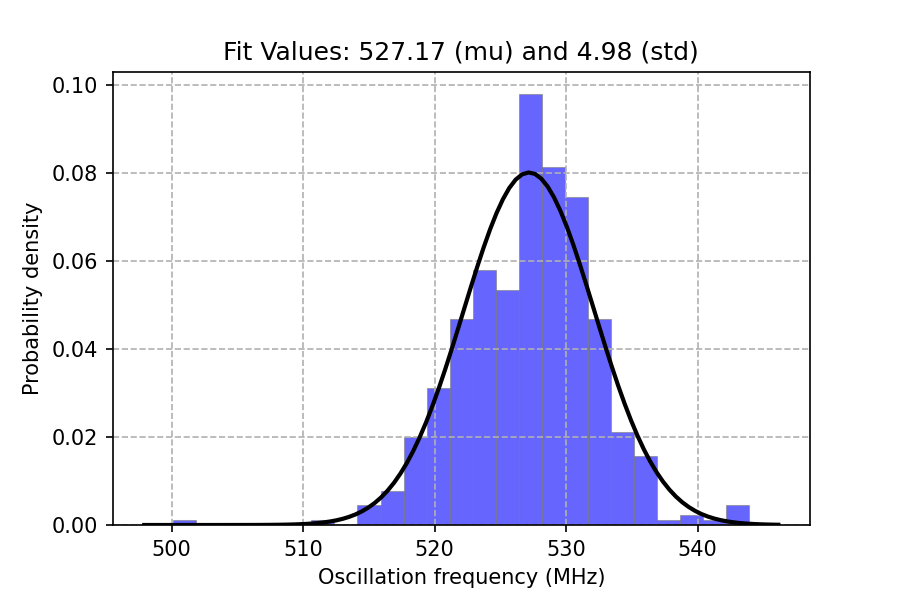 Fit Values: 527.17 (mu) and 4.98 (std)
Probability density
0.10
0.08
0.06
0.04
0.02
0.00
500 510 520 530 540
Oscillation frequency (MHz)